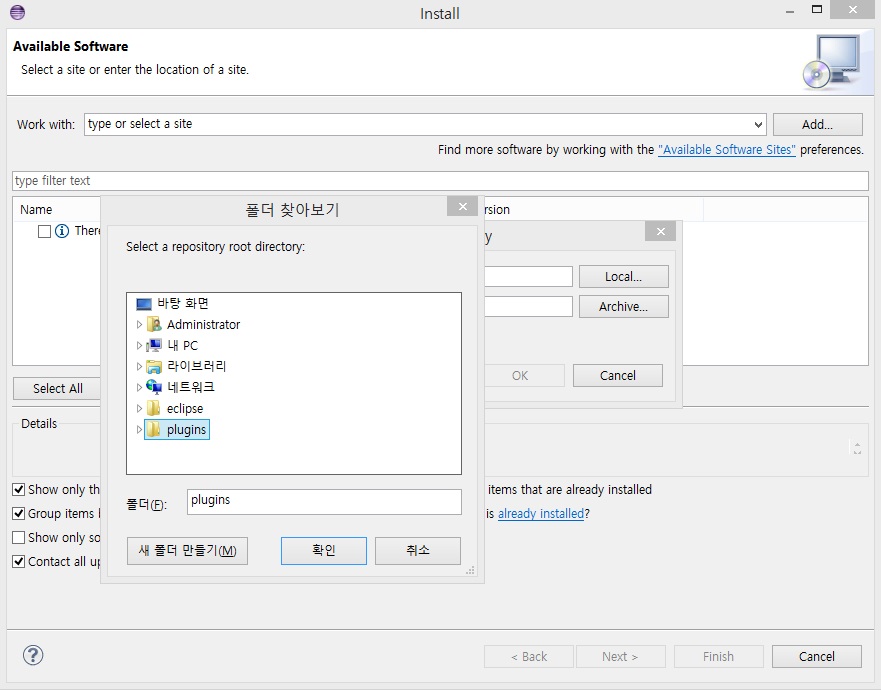 Install
Available Software
Select a site or enter the location of a site.
Work with: type or select a site Add...
Find more software by working with the "Available Software Sites" preferences.
type filter text
Name
폴더 찾아보기
Select a repository root directory:
바탕 화면
Administrator
내 PC
라이브러리
네트워크
eclipse
plugins
폴더(F): plugins
새 폴더 만들기(M) 확인 취소
Local...
Archive...
OK Cancel
Select All
Details
Show only
Group items
items that are already installed
is already installed?
Show only
Contact all
< Back Next > Finish Cancel